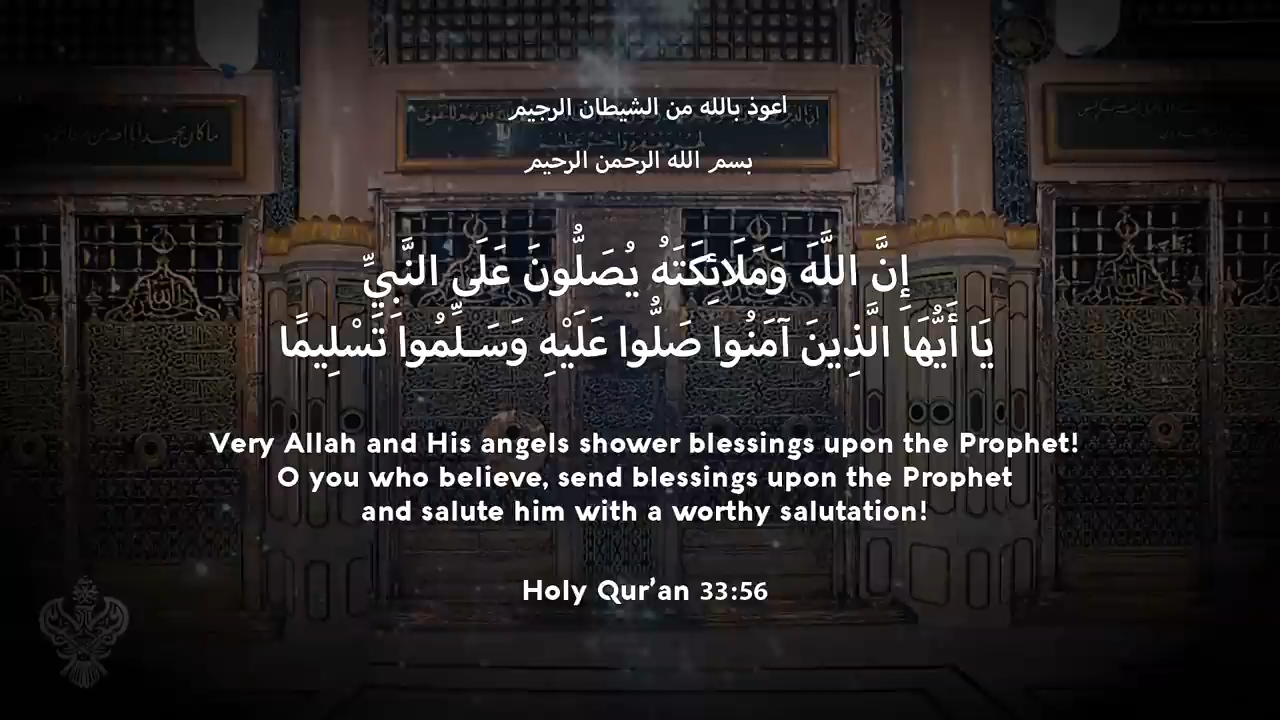 اعوذ بالله من الشيطان الرجيم
بسم الله الرحمن الرحيم
إِنَّ اللَّهَ وَمَلَائِكَتَهُ يُصَلُّونَ عَلَى النَّبِيِّ
يَا أَيُّهَا الَّذِينَ آمَنُوا صَلُّوا عَلَيْهِ وَسَـلِّمُوا تَسْلِيمًا
Very Allah and His angels shower blessings upon the Prophet!
O you who believe, send blessings upon the Prophet
and salute him with a worthy salutation!
Holy Qur’an 33:56